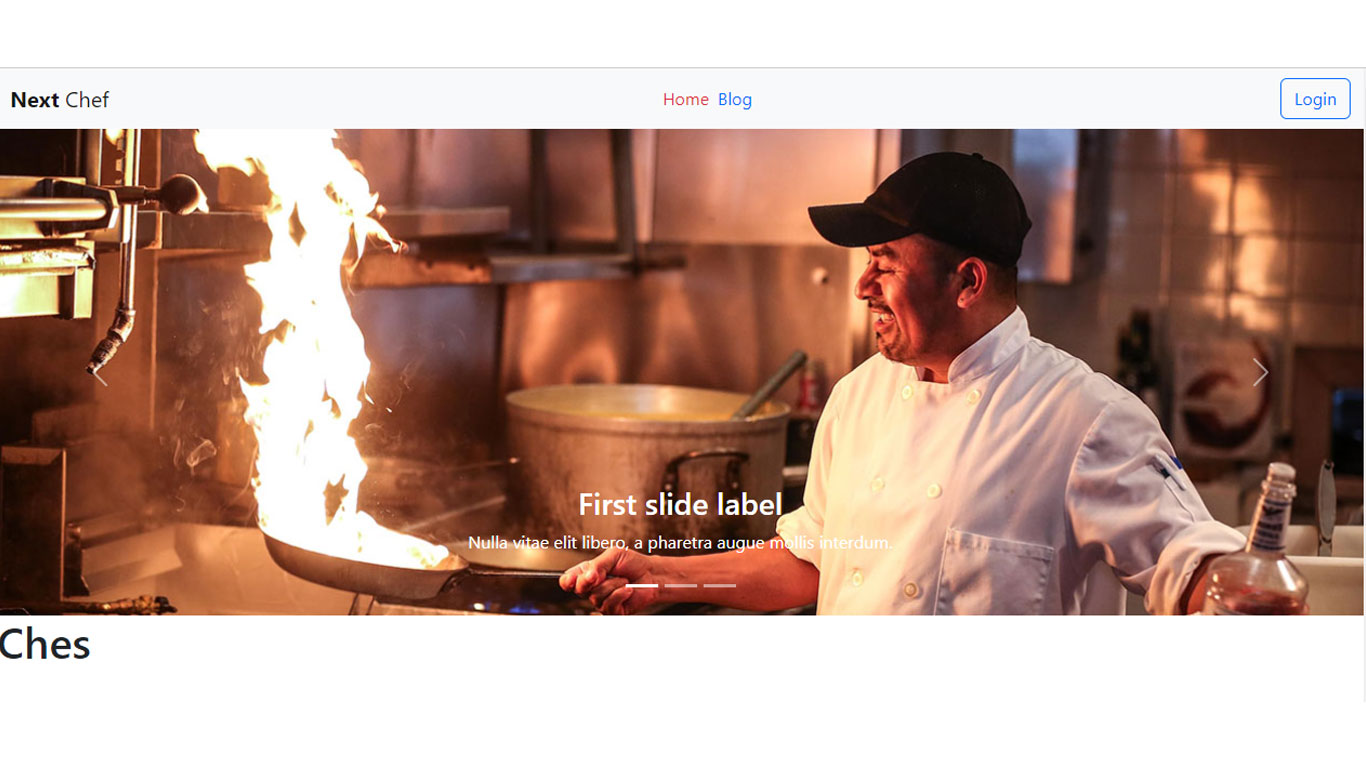 Next Chef
Home Blog
Login
First slide label
Nulla vitae elit libero, a pharetra augue mollis interdum.
Ches